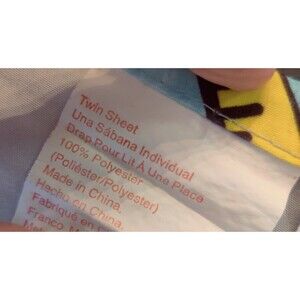 Twin Sheet
Una Sábana Individual
Drap Pour Lit À Une Place
100% Polyester
(Poliéster/Polyester)
Made in China.
Hecho en China.
Fabriqué en
Franco